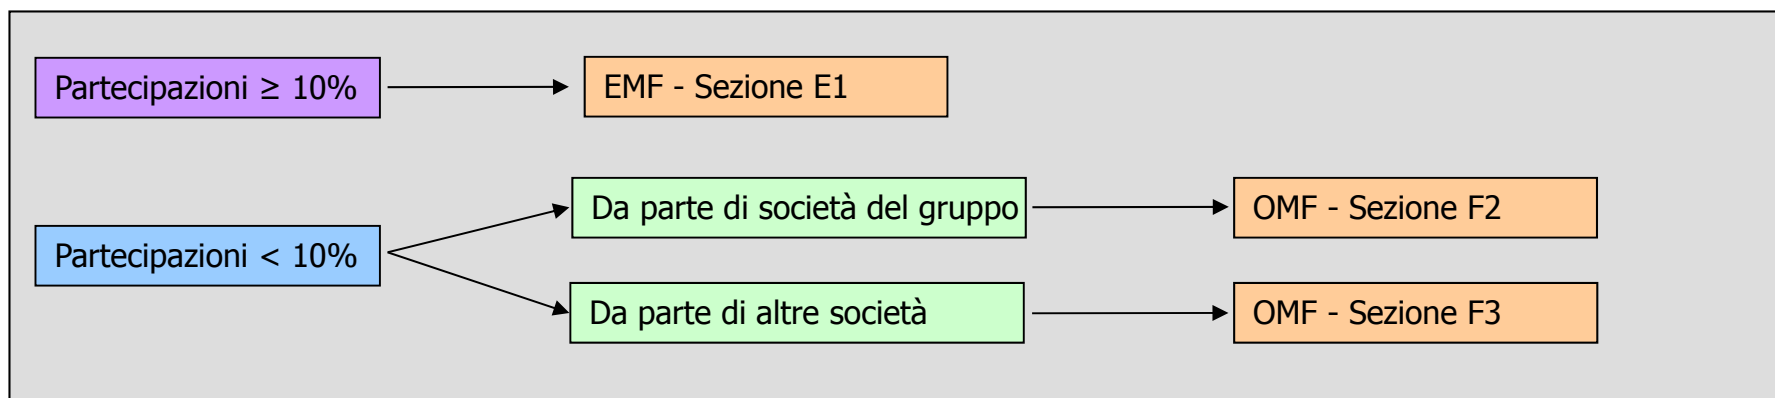 Partecipazioni ≥ 10%
EMF - Sezione E1
Partecipazioni < 10%
Da parte di società del gruppo
OMF - Sezione F2
Da parte di altre società
OMF - Sezione F3